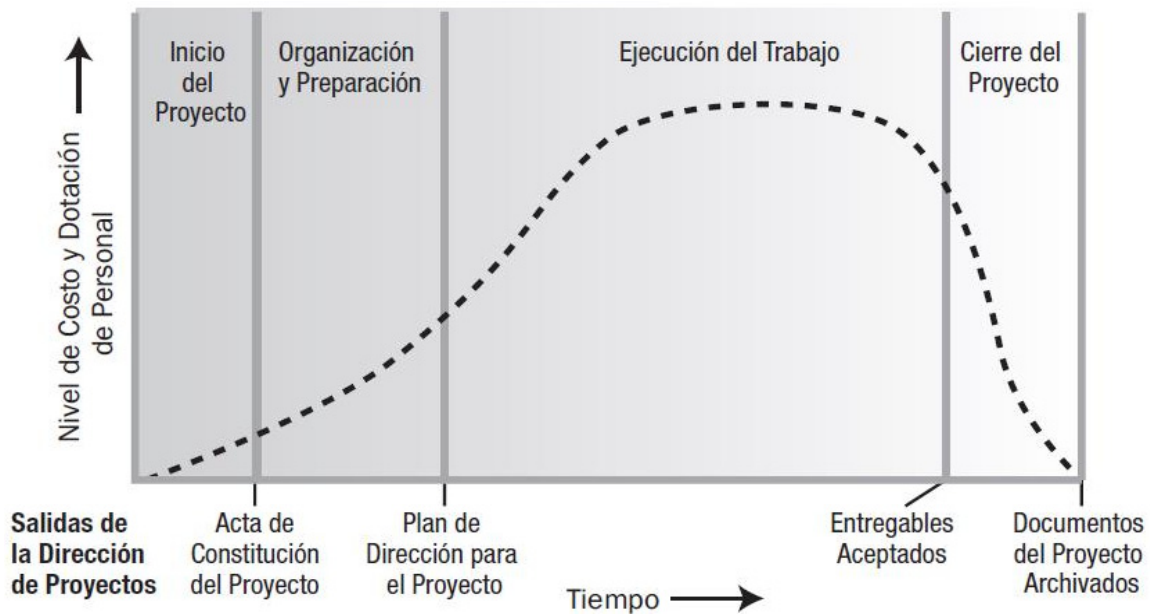 Inicio
del
Proyecto
Organización
y Preparación
Ejecución del Trabajo
Cierre del
Proyecto
Nivel de Costo y Dotación
de Personal
Salidas de
la Dirección
de Proyectos
Acta de
Constitución
del Proyecto
Plan de
Dirección para
el Proyecto
Entregables
Aceptados
Documentos
del Proyecto
Archivados
Tiempo